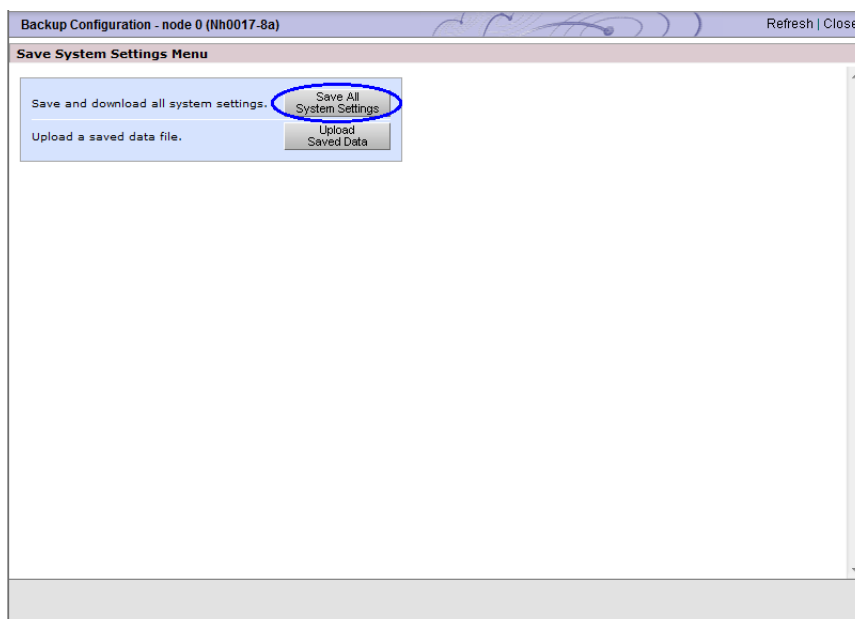 Backup Configuration - node 0 (Nh0017-8a)
Refresh | Close
Save System Settings Menu
Save and download all system settings.
Save All
System Settings
Upload a saved data file.
Upload
Saved Data